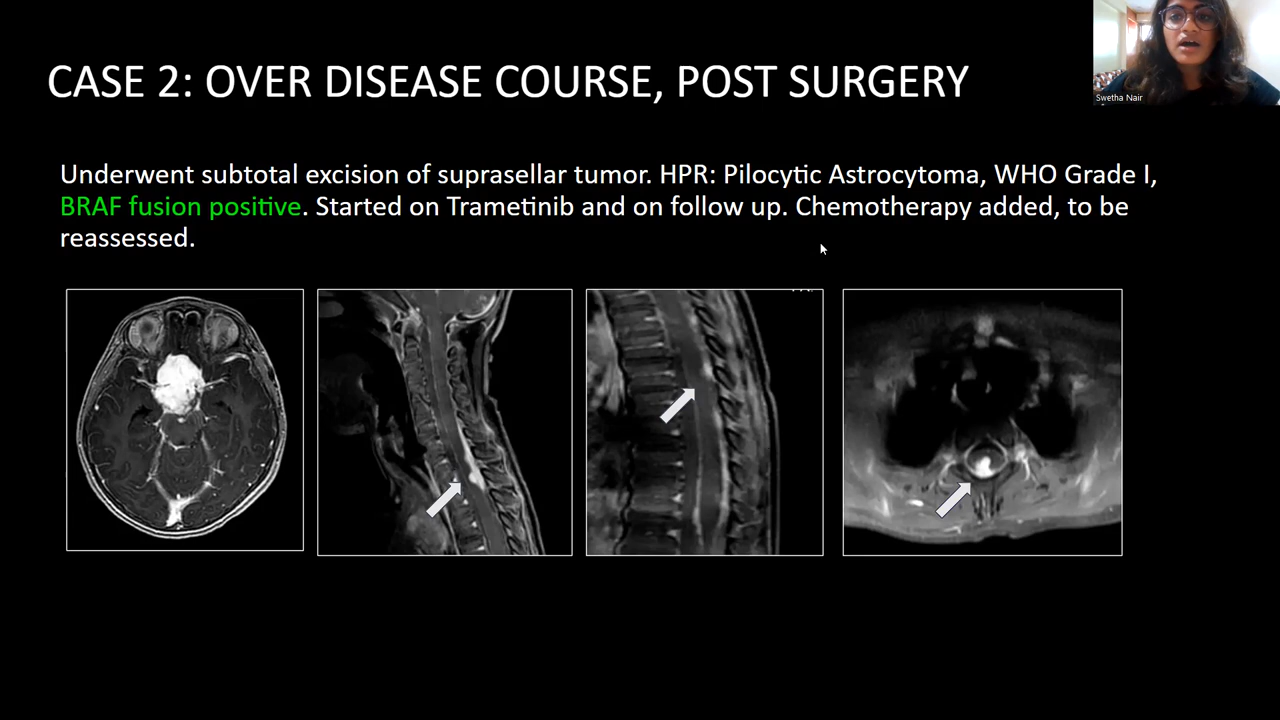 Swetha Nair
CASE 2: OVER DISEASE COURSE, POST SURGERY
Underwent subtotal excision of suprasellar tumor. HPR: Pilocytic Astrocytoma, WHO Grade I,
BRAF fusion positive. Started on Trametinib and on follow up. Chemotherapy added, to be
reassessed.